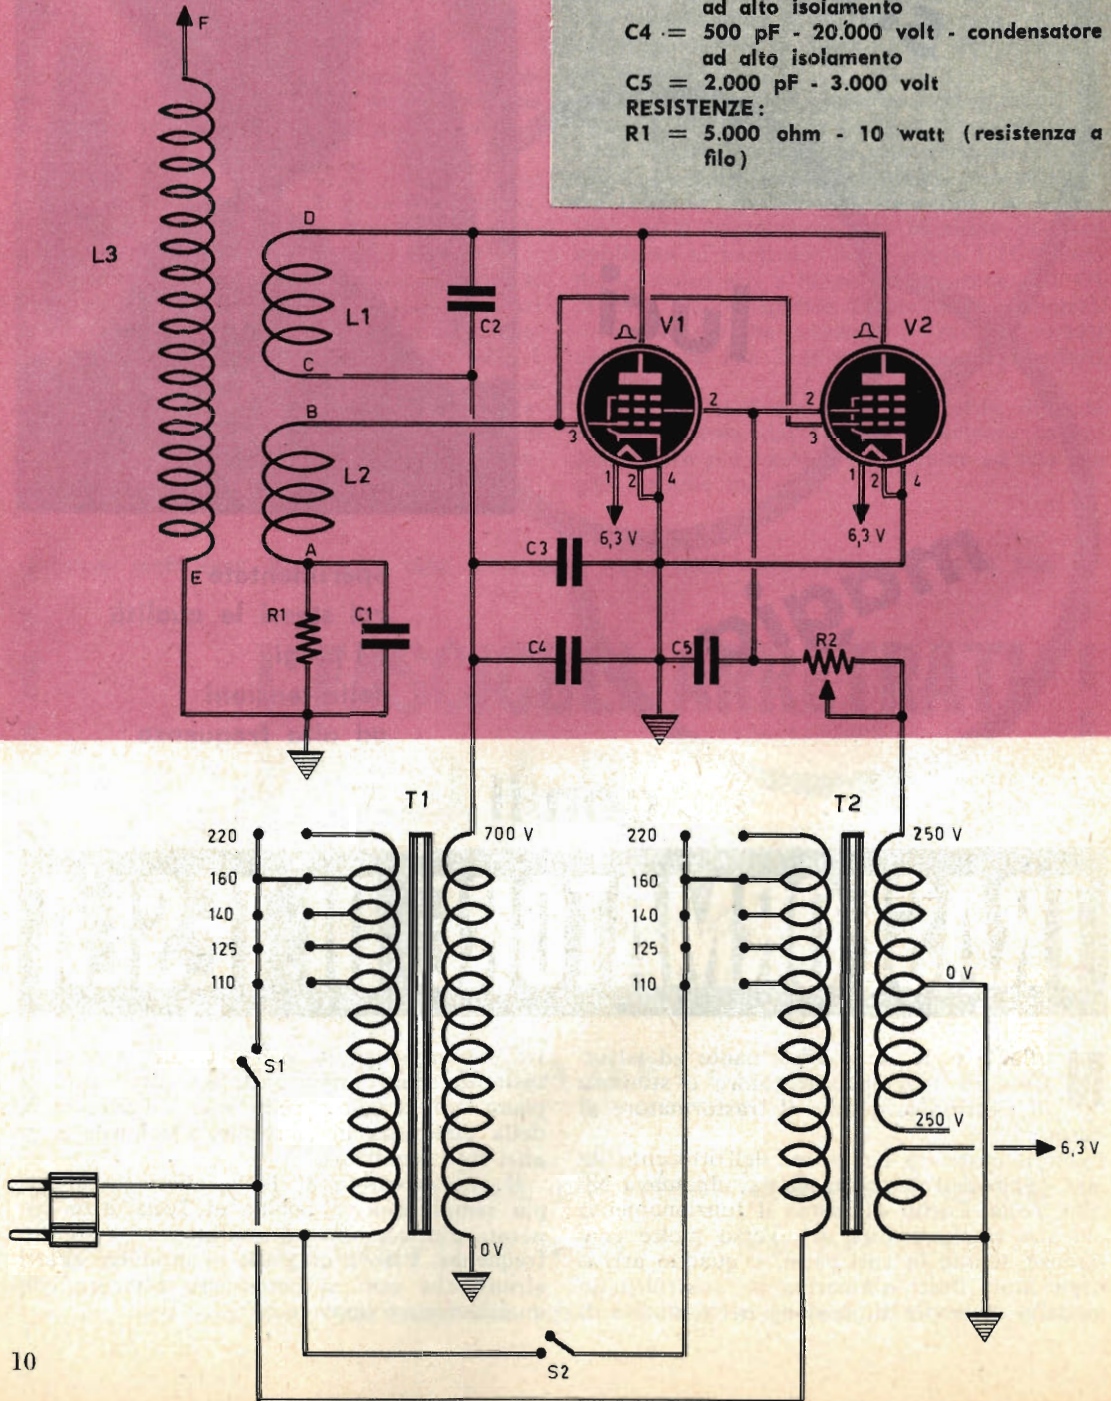 ad alto isolamento
C4 = 500 pF - 20.000 volt - condensatore
ad alto isolamento
C5 = 2.000 pF - 3.000 volt
RESISTENZE:
R1 = 5.000 ohm - 10 watt (resistenza a
filo)
F
L3
D
L1
C2
C
V1
V2
B
2
2
3
3
L2
1
2
4
1
2
4
6,3 V
6,3 V
A
E
C3
R1
C1
C4
C5
R2
T1
T2
220
700 V
220
250 V
160
160
140
140
125
125
110
110
0 V
S1
250 V
6,3 V
0V
S2
10